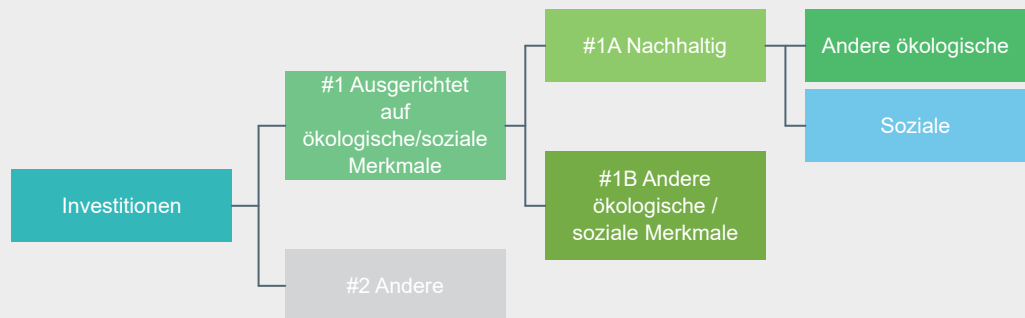 Investitionen
#1 Ausgerichtet
auf
ökologische/soziale
Merkmale
#2 Andere
#1A Nachhaltig
#1B Andere
ökologische /
soziale Merkmale
Andere ökologische
Soziale